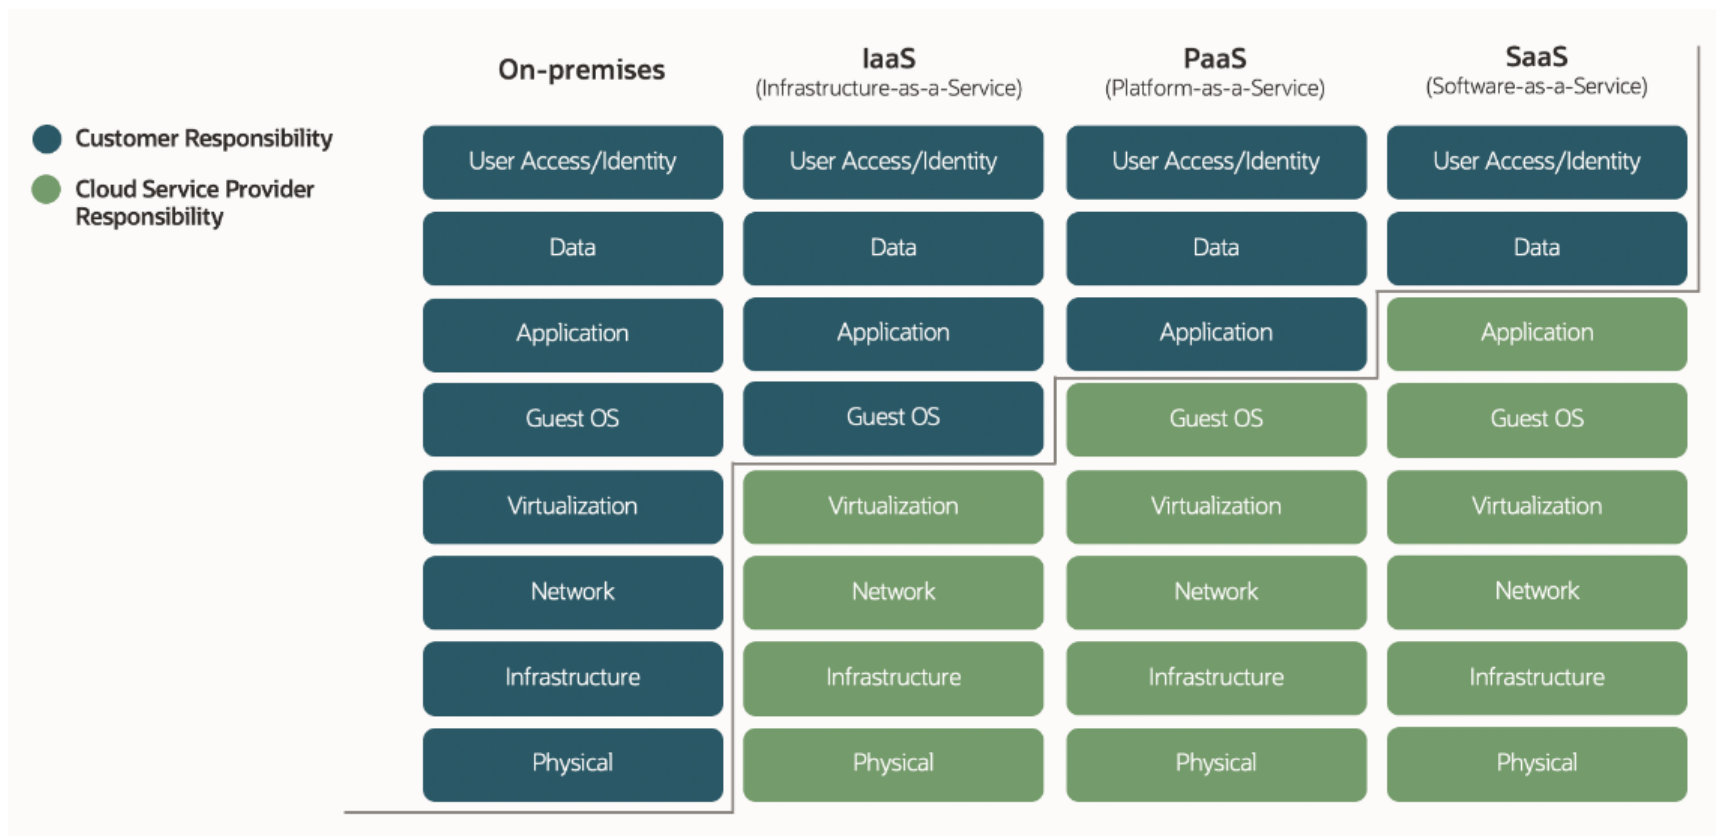 On-premises
IaaS
(Infrastructure-as-a-Service)
PaaS
(Platform-as-a-Service)
SaaS
(Software-as-a-Service)
Customer Responsibility
Cloud Service Provider
Responsibility
User Access/Identity
User Access/Identity
User Access/Identity
User Access/Identity
Data
Data
Data
Data
Application
Application
Application
Application
Guest OS
Guest OS
Guest OS
Guest OS
Virtualization
Virtualization
Virtualization
Virtualization
Network
Network
Network
Network
Infrastructure
Infrastructure
Infrastructure
Infrastructure
Physical
Physical
Physical
Physical